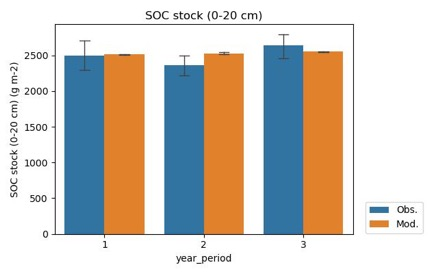 SOC stock (0-20 cm)
SOC stock (0-20 cm) (g m-2)
2500
2000
1500
1000
500
0
1 2 3
year_period
Obs.
Mod.